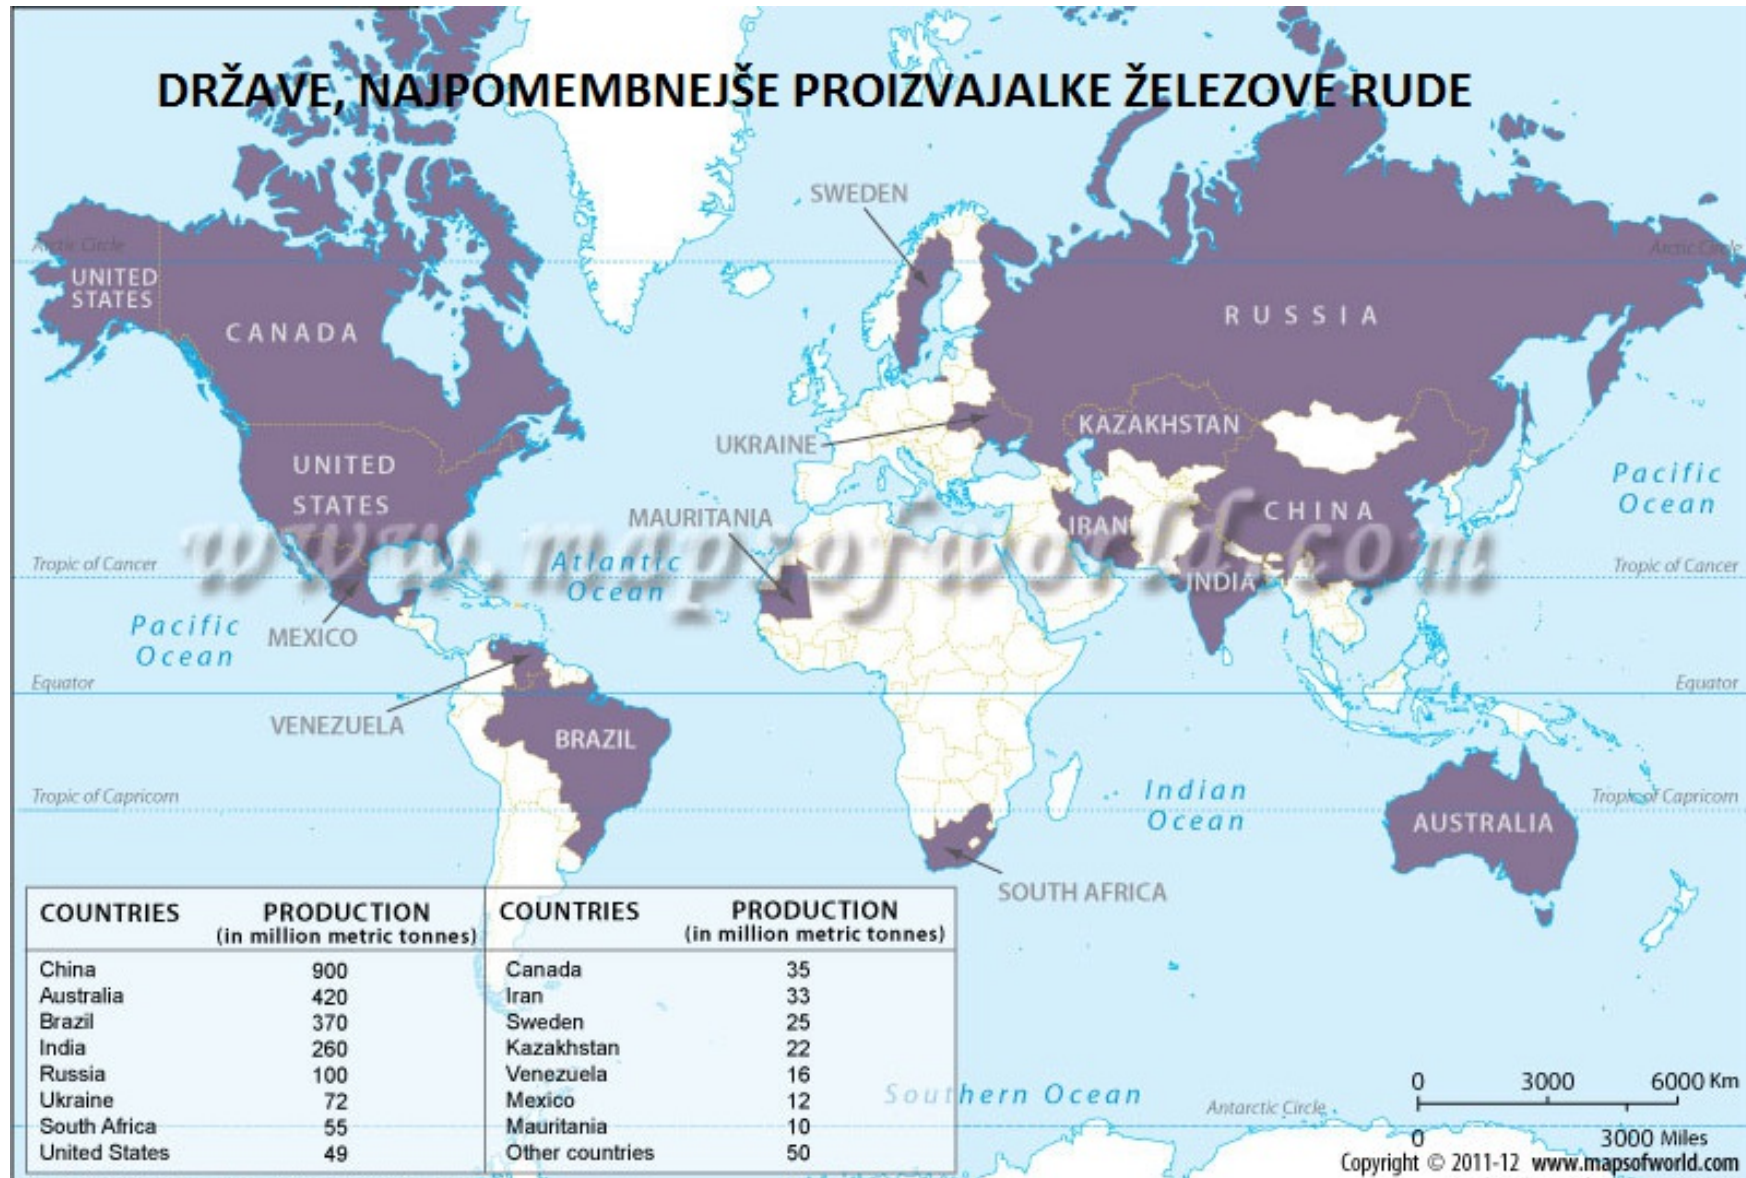 DRŽAVE, NAJPOMEMBNEJŠE PROIZVAJALKE ŽELEZOVE RUDE
SWEDEN
Arctic Circle
Arctic Circle
UNITED
STATES
CANADA
RUSSIA
KAZAKHSTAN
UKRAINE
UNITED
STATES
Pacific
Ocean
CHINA
MAURITANIA
IRAN
www.mapsofworld.com
Tropic of Cancer
Atlantic
Ocean
Tropic of Cancer
INDIA
Pacific
Ocean
MEXICO
Equator
Equator
VENEZUELA
BRAZIL
Tropic of Capricorn
Indian
Ocean
Tropic of Capricorn
AUSTRALIA
SOUTH AFRICA
COUNTRIES PRODUCTION COUNTRIES PRODUCTION
(in million metric tonnes) (in million metric tonnes)
China 900 Canada 35
Australia 420 Iran 33
Brazil 370 Sweden 25
India 260 Kazakhstan 22
Russia 100 Venezuela 16
Ukraine 72 Mexico 12
South Africa 55 Mauritania 10
United States 49 Other countries 50
Southern Ocean
Antarctic Circle
0 3000 6000 Km
0 3000 Miles
Copyright © 2011-12 www.mapsofworld.com